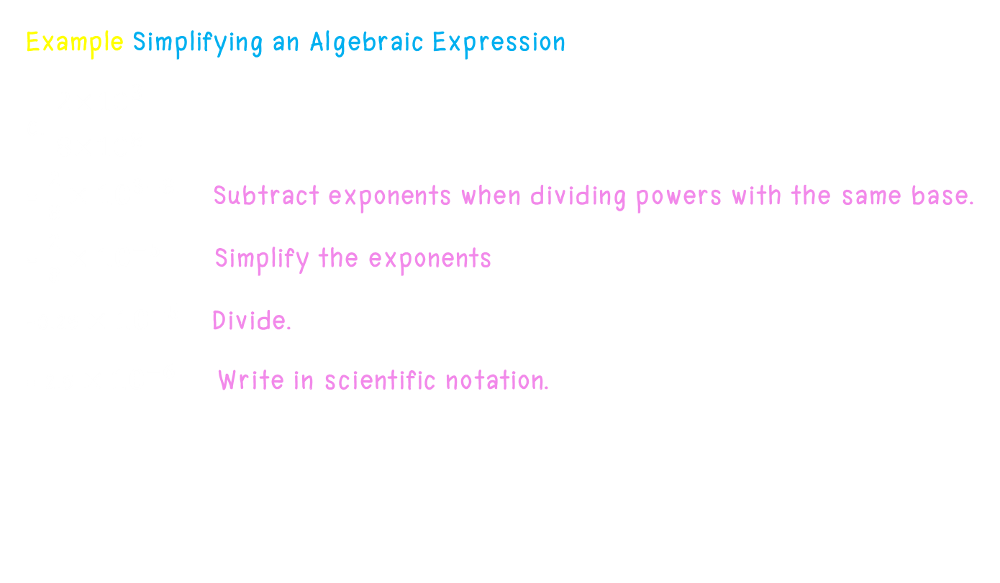 Example Simplifying an Algebraic Expression
Subtract exponents when dividing powers with the same base.
Simplify the exponents
Divide.
Write in scientific notation.